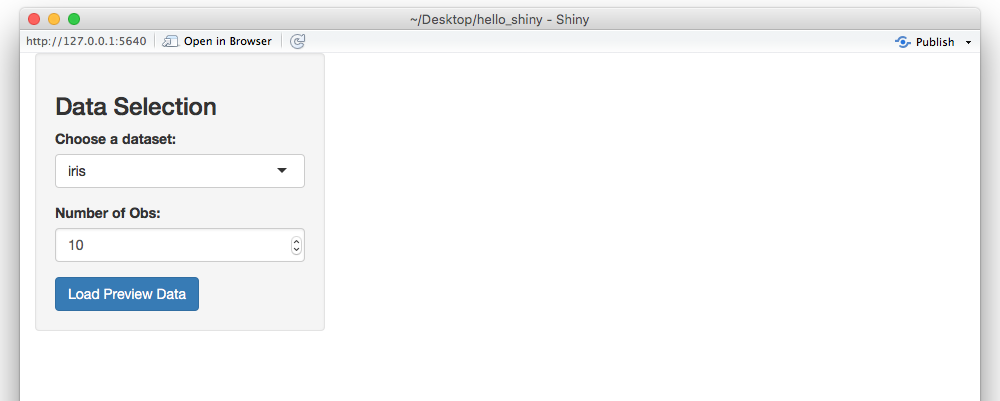 ~/Desktop/hello_shiny - Shiny
http://127.0.0.1:5640 Open in Browser Publish
Data Selection
Choose a dataset:
iris
Number of Obs:
10
Load Preview Data